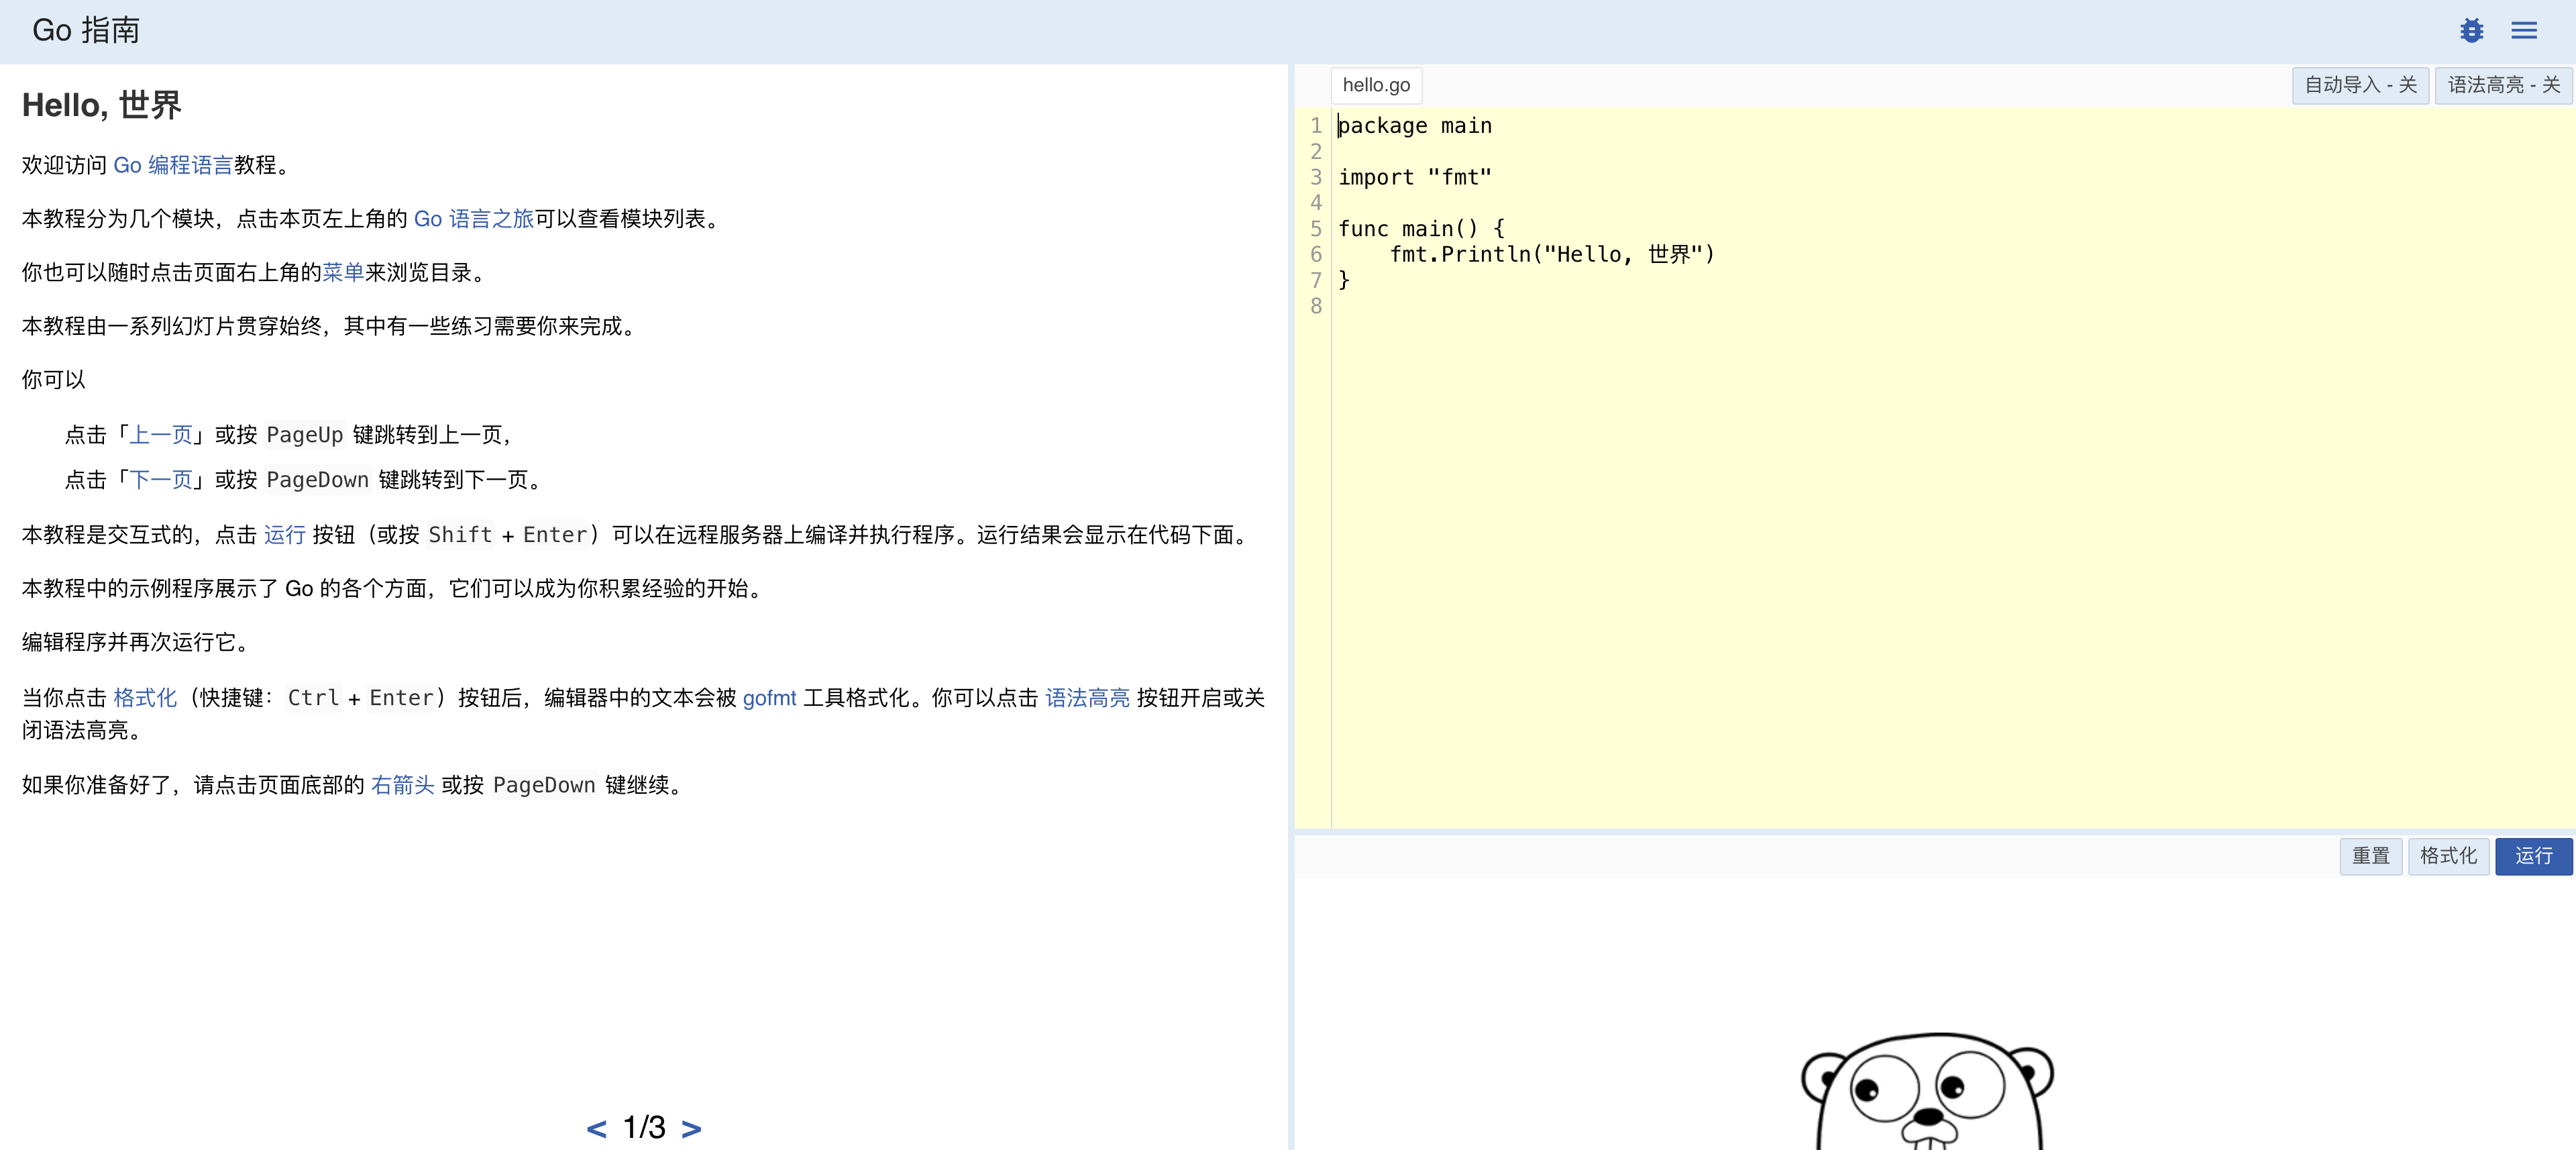 Go 指南
Hello, 世界
欢迎访问 Go 编程语言教程。
本教程分为几个模块，点击本页左上角的 Go 语言之旅可以查看模块列表。
你也可以随时点击页面右上角的菜单来浏览目录。
本教程由一系列幻灯片贯穿始终，其中有一些练习需要你来完成。
你可以
点击「上一页」或按 PageUp 键跳转到上一页，
点击「下一页」或按 PageDown 键跳转到下一页。
本教程是交互式的，点击 运行 按钮（或按 Shift + Enter）可以在远程服务器上编译并执行程序。运行结果会显示在代码下面。
本教程中的示例程序展示了 Go 的各个方面，它们可以成为你积累经验的开始。
编辑程序并再次运行它。
当你点击 格式化（快捷键：Ctrl + Enter）按钮后，编辑器中的文本会被 gofmt 工具格式化。你可以点击 语法高亮 按钮开启或关
闭语法高亮。
如果你准备好了，请点击页面底部的 右箭头 或按 PageDown 键继续。
< 1/3 >
hello.go
自动导入 - 关 语法高亮 - 关
1 package main
2
3 import "fmt"
4
5 func main() {
6     fmt.Println("Hello, 世界")
7 }
8
重置 格式化 运行